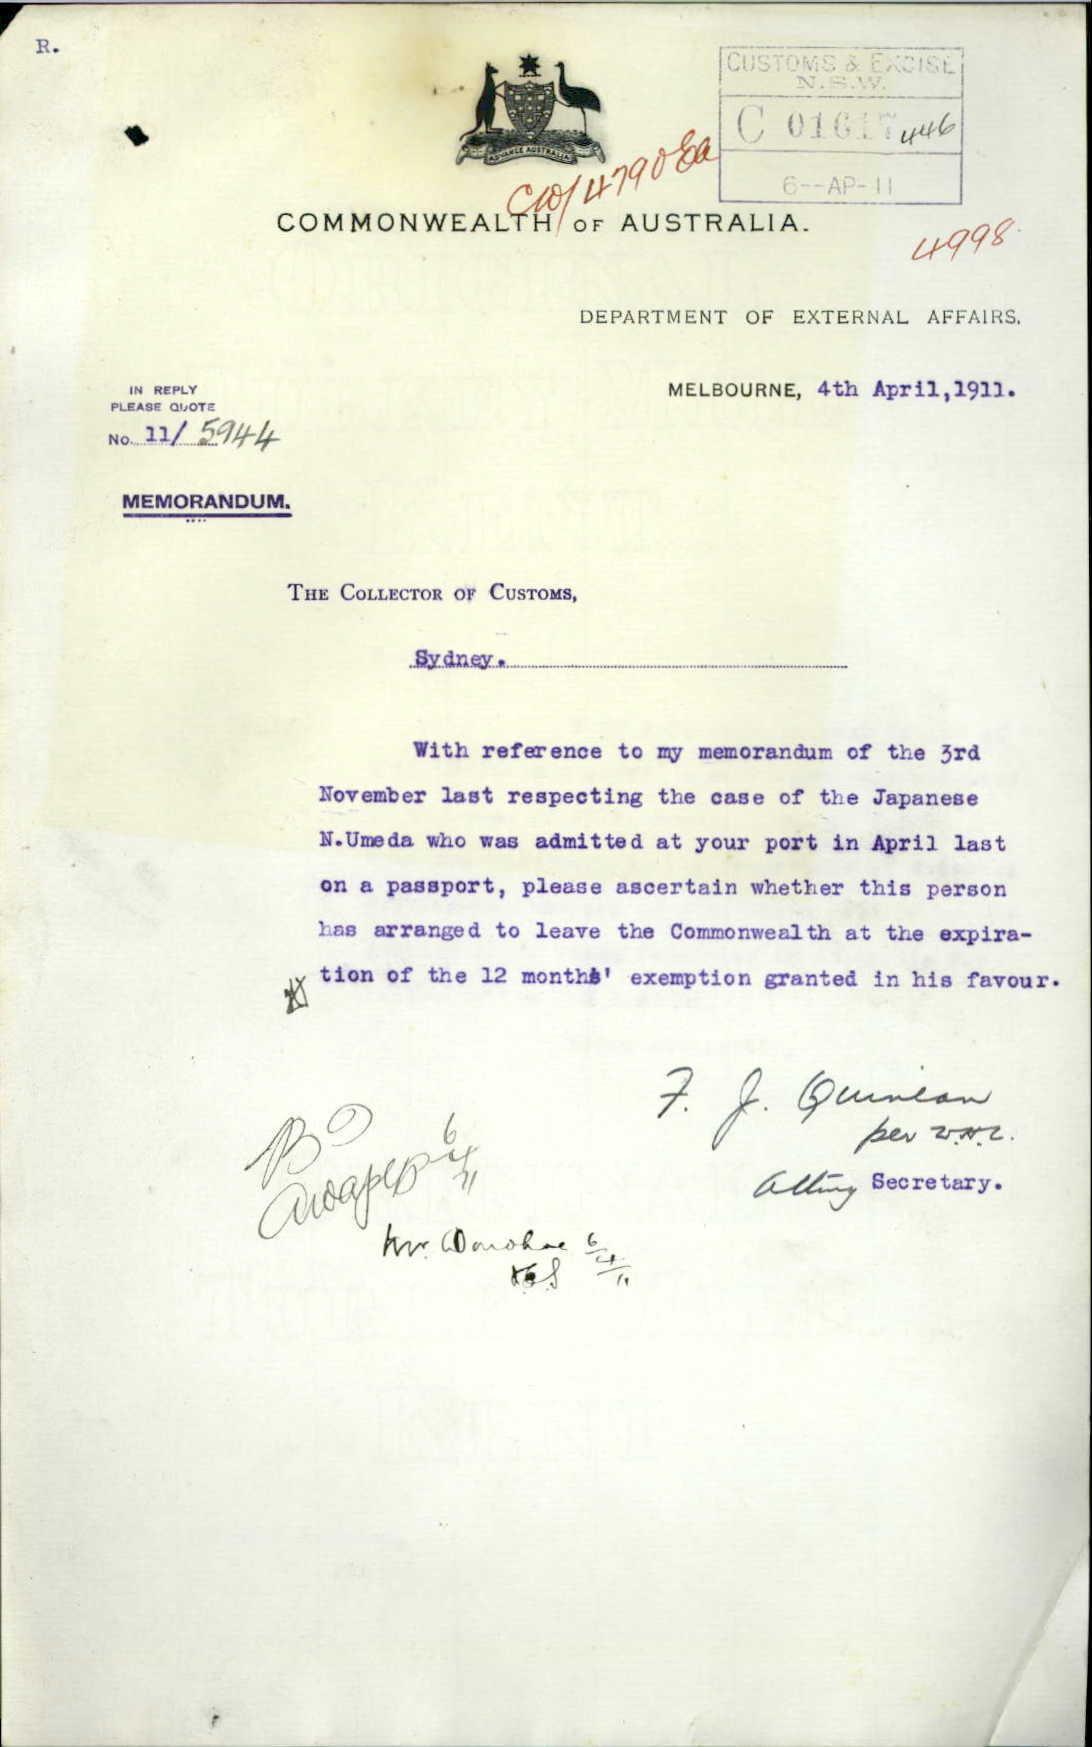 R.
CUSTOMS & EXCISE
N.S.W.
C 01617 446
6--AP-11
ADVANCE AUSTRALIA
4790
COMMONWEALTH OF AUSTRALIA.
4998
DEPARTMENT OF EXTERNAL AFFAIRS.
IN REPLY
PLEASE QUOTE
No. 11/ 5944
MELBOURNE, 4th April,1911.
MEMORANDUM.
THE COLLECTOR OF CUSTOMS,
Sydney.
With reference to my memorandum of the 3rd
November last respecting the case of the Japanese
N.Umeda who was admitted at your port in April last
on a passport, please ascertain whether this person
has arranged to leave the Commonwealth at the expira-
tion of the 12 months' exemption granted in his favour.
F. J. Quinlan
per
Acting Secretary.
6/4/11
Mr. Donohoe 6/4/11